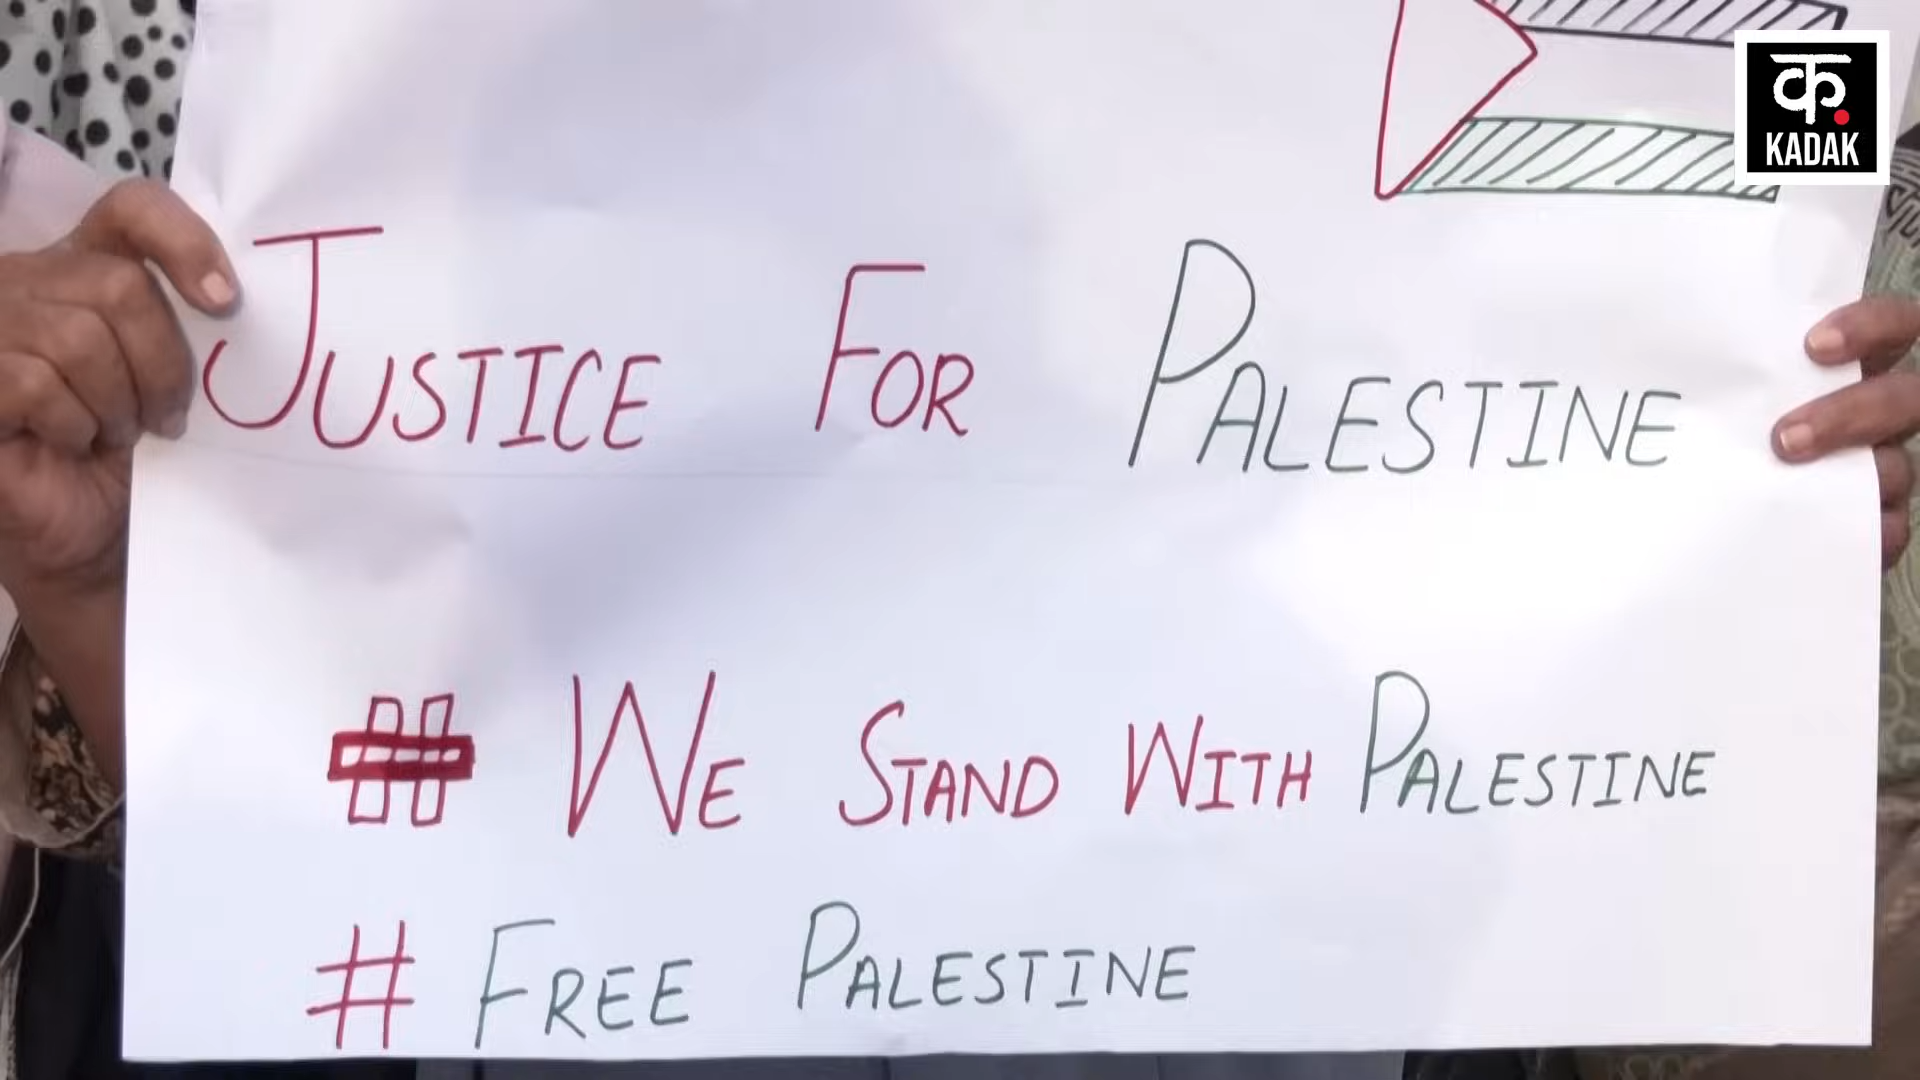 क.
KADAK
JUSTICE FOR PALESTINE
# WE STAND WITH PALESTINE
# FREE PALESTINE